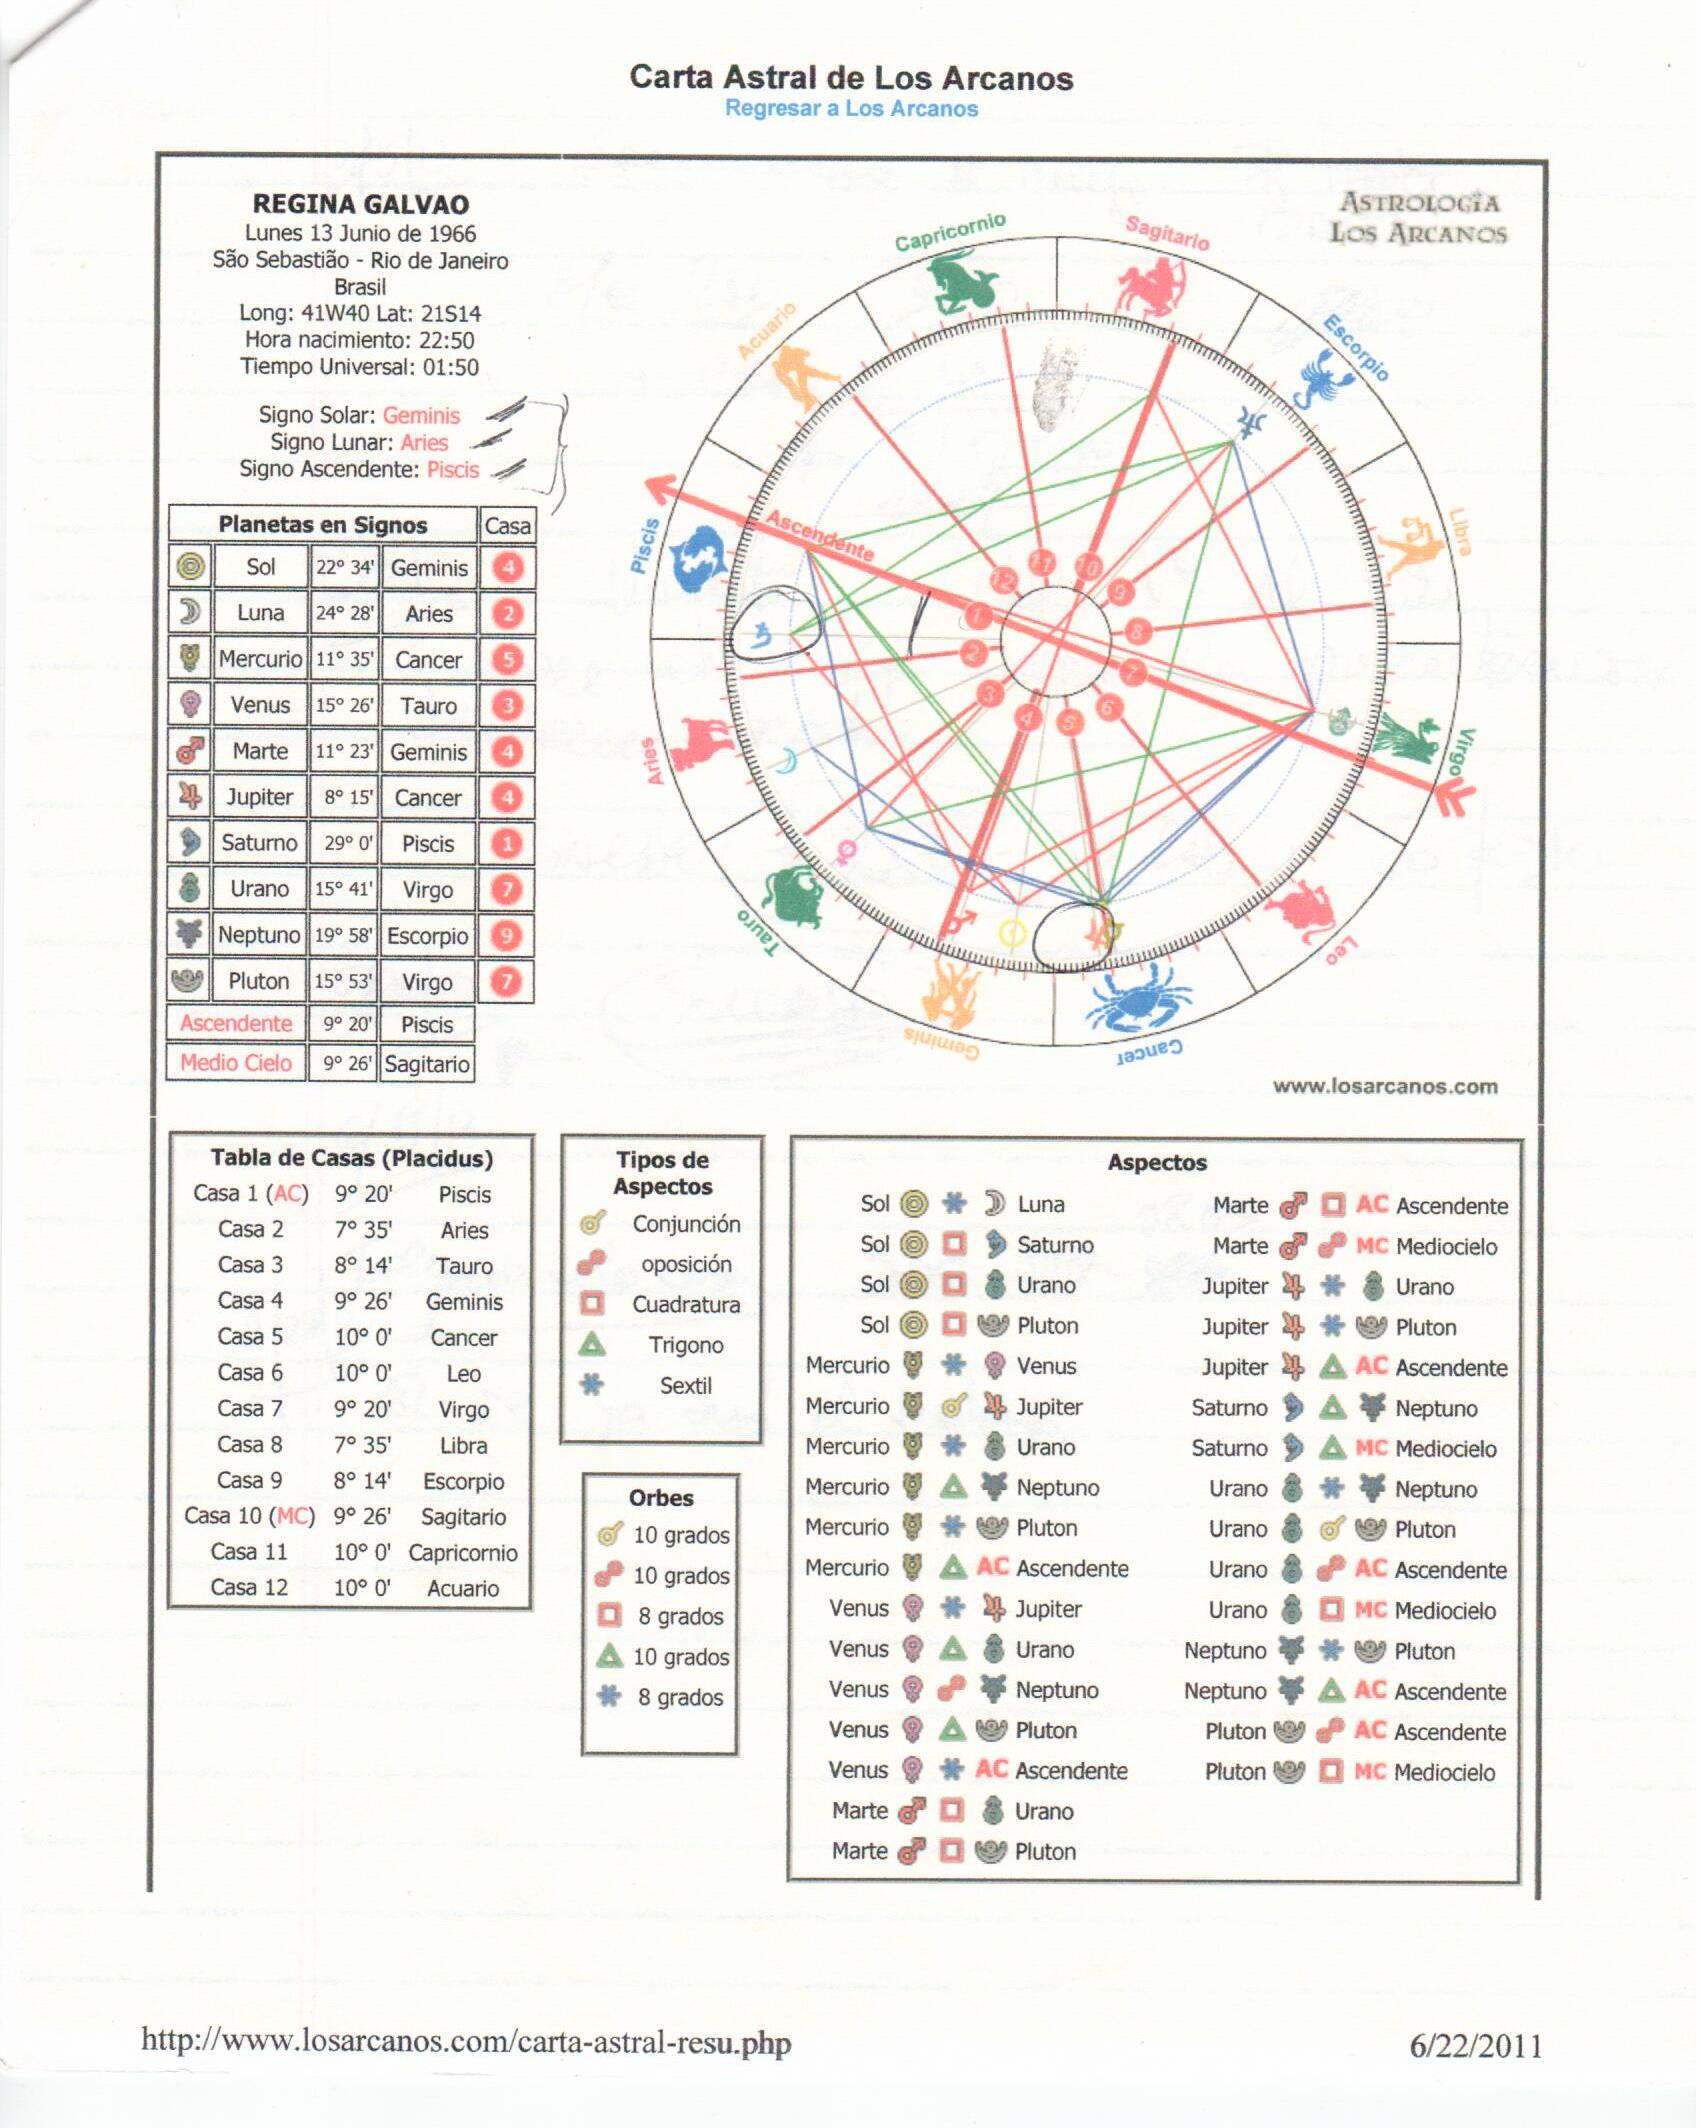 Carta Astral de Los Arcanos
Regresar a Los Arcanos
REGINA GALVAO
Lunes 13 Junio de 1966
São Sebastião - Rio de Janeiro
Brasil
Long: 41W40 Lat: 21S14
Hora nacimiento: 22:50
Tiempo Universal: 01:50
Signo Solar: Geminis
Signo Lunar: Aries
Signo Ascendente: Piscis
Planetas en Signos Casa
Sol 22° 34' Geminis 4
Luna 24° 28' Aries 2
Mercurio 11° 35' Cancer 5
Venus 15° 26' Tauro 3
Marte 11° 23' Geminis 4
Jupiter 8° 15' Cancer 4
Saturno 29° 0' Piscis 1
Urano 15° 41' Virgo 7
Neptuno 19° 58' Escorpio 9
Pluton 15° 53' Virgo 7
Ascendente 9° 20' Piscis
Medio Cielo 9° 26' Sagitario
ASTROLOGÍA
LOS ARCANOS
Capricornio
Sagitario
Escorpio
Libra
Virgo
Leo
Cancer
Geminis
Tauro
Aries
Piscis
Acuario
Ascendente
1
2
3
4
5
6
7
8
9
10
11
12
www.losarcanos.com
Tabla de Casas (Placidus)
Casa 1 (AC) 9° 20' Piscis
Casa 2 7° 35' Aries
Casa 3 8° 14' Tauro
Casa 4 9° 26' Geminis
Casa 5 10° 0' Cancer
Casa 6 10° 0' Leo
Casa 7 9° 20' Virgo
Casa 8 7° 35' Libra
Casa 9 8° 14' Escorpio
Casa 10 (MC) 9° 26' Sagitario
Casa 11 10° 0' Capricornio
Casa 12 10° 0' Acuario
Tipos de
Aspectos
Conjunción
oposición
Cuadratura
Trigono
Sextil
Orbes
10 grados
10 grados
8 grados
10 grados
8 grados
Aspectos
Sol Luna
Sol Saturno
Sol Urano
Sol Pluton
Mercurio Venus
Mercurio Jupiter
Mercurio Urano
Mercurio Neptuno
Mercurio Pluton
Mercurio AC Ascendente
Venus Jupiter
Venus Urano
Venus Neptuno
Venus Pluton
Venus AC Ascendente
Marte Urano
Marte Pluton
Marte AC Ascendente
Marte MC Mediocielo
Jupiter Urano
Jupiter Pluton
Jupiter AC Ascendente
Saturno Neptuno
Saturno MC Mediocielo
Urano Neptuno
Urano Pluton
Urano AC Ascendente
Urano MC Mediocielo
Neptuno Pluton
Neptuno AC Ascendente
Pluton AC Ascendente
Pluton MC Mediocielo
http://www.losarcanos.com/carta-astral-resu.php
6/22/2011